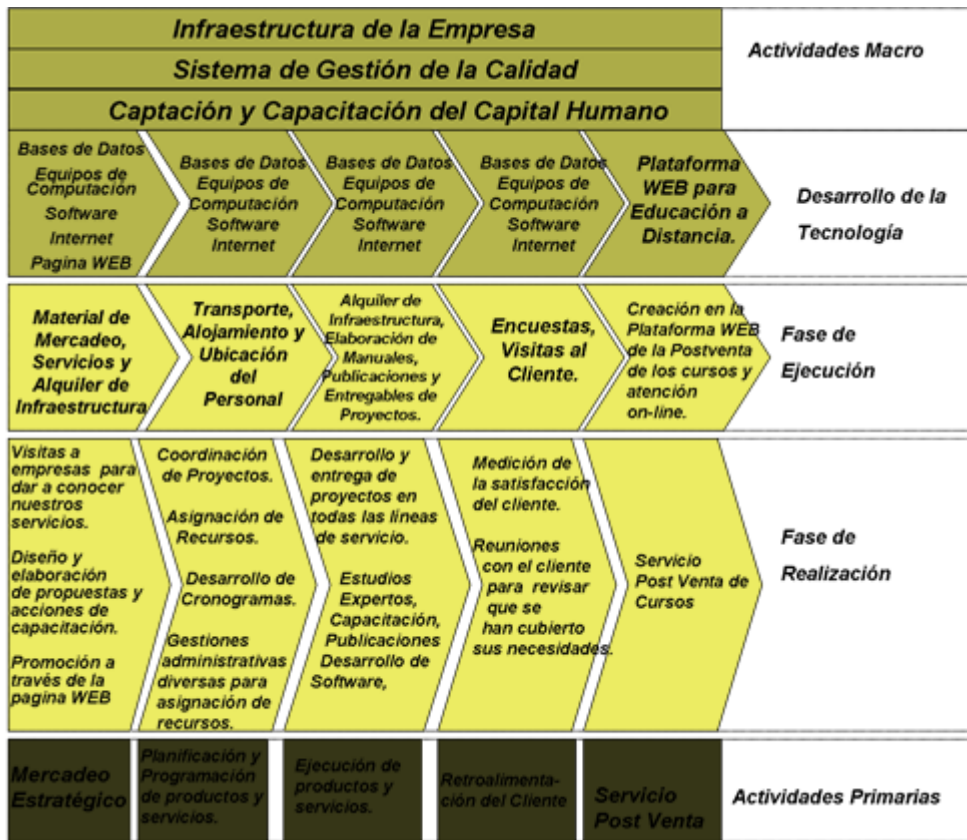 Infraestructura de la Empresa
Sistema de Gestión de la Calidad
Captación y Capacitación del Capital Humano
Actividades Macro
Bases de Datos
Equipos de
Computación
Software
Internet
Pagina WEB
Bases de Datos
Equipos de
Computación
Software
Internet
Bases de Datos
Equipos de
Computación
Software
Internet
Bases de Datos
Equipos de
Computación
Software
Internet
Plataforma
WEB para
Educación a
Distancia.
Desarrollo de la
Tecnología
Material de
Mercadeo,
Servicios y
Alquiler de
Infraestructura
Transporte,
Alojamiento y
Ubicación
del
Personal
Alquiler de
Infraestructura,
Elaboración de
Manuales,
Publicaciones y
Entregables de
Proyectos.
Encuestas,
Visitas al
Cliente.
Creación en la
Plataforma WEB
de la Postventa
de los cursos y
atención
on-line.
Fase de
Ejecución
Visitas a
empresas para
dar a conocer
nuestros
servicios.
Diseño y
elaboración
de propuestas y
acciones de
capacitación.
Promoción a
través de la
pagina WEB
Coordinación
de Proyectos.
Asignación de
Recursos.
Desarrollo de
Cronogramas.
Gestiones
administrativas
diversas para
asignación de
recursos.
Desarrollo y
entrega de
proyectos en
todas las líneas
de servicio.
Estudios
Expertos,
Capacitación,
Publicaciones
Desarrollo de
Software,
Medición de
la satisfacción
del cliente.
Reuniones
con el cliente
para revisar
que se
han cubierto
sus necesidades.
Servicio
Post Venta de
Cursos
Fase de
Realización
Mercadeo
Estratégico
Planificación y
Programación
de productos y
servicios.
Ejecución de
productos y
servicios.
Retroalimenta-
ción del Cliente
Servicio
Post Venta
Actividades Primarias